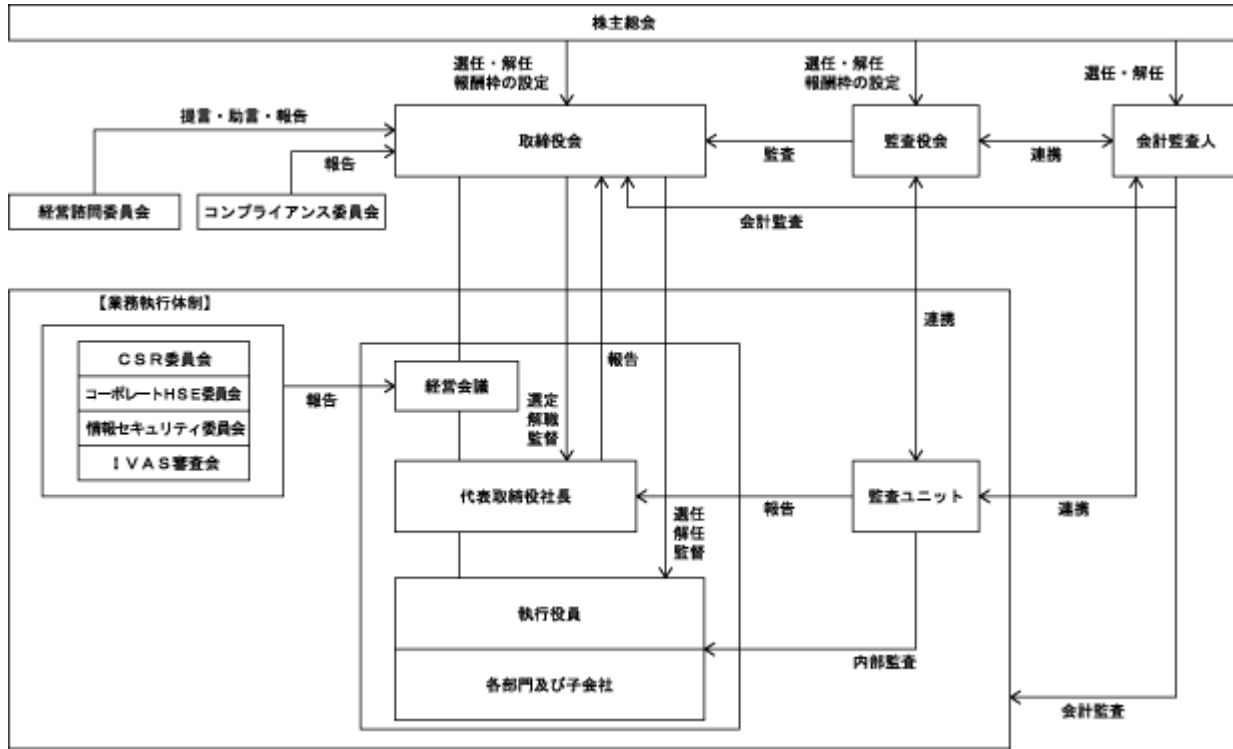 株主総会
選任・解任
報酬枠の設定
選任・解任
報酬枠の設定
選任・解任
提言・助言・報告
取締役会
監査
監査役会
連携
会計監査人
報告
経営諮問委員会
コンプライアンス委員会
会計監査
【業務執行体制】
連携
CSR委員会
コーポレートHSE委員会
情報セキュリティ委員会
IVAS審査会
報告
経営会議
報告
選定
解職
監督
代表取締役社長
報告
監査ユニット
連携
選任
解任
監督
執行役員
各部門及び子会社
内部監査
会計監査